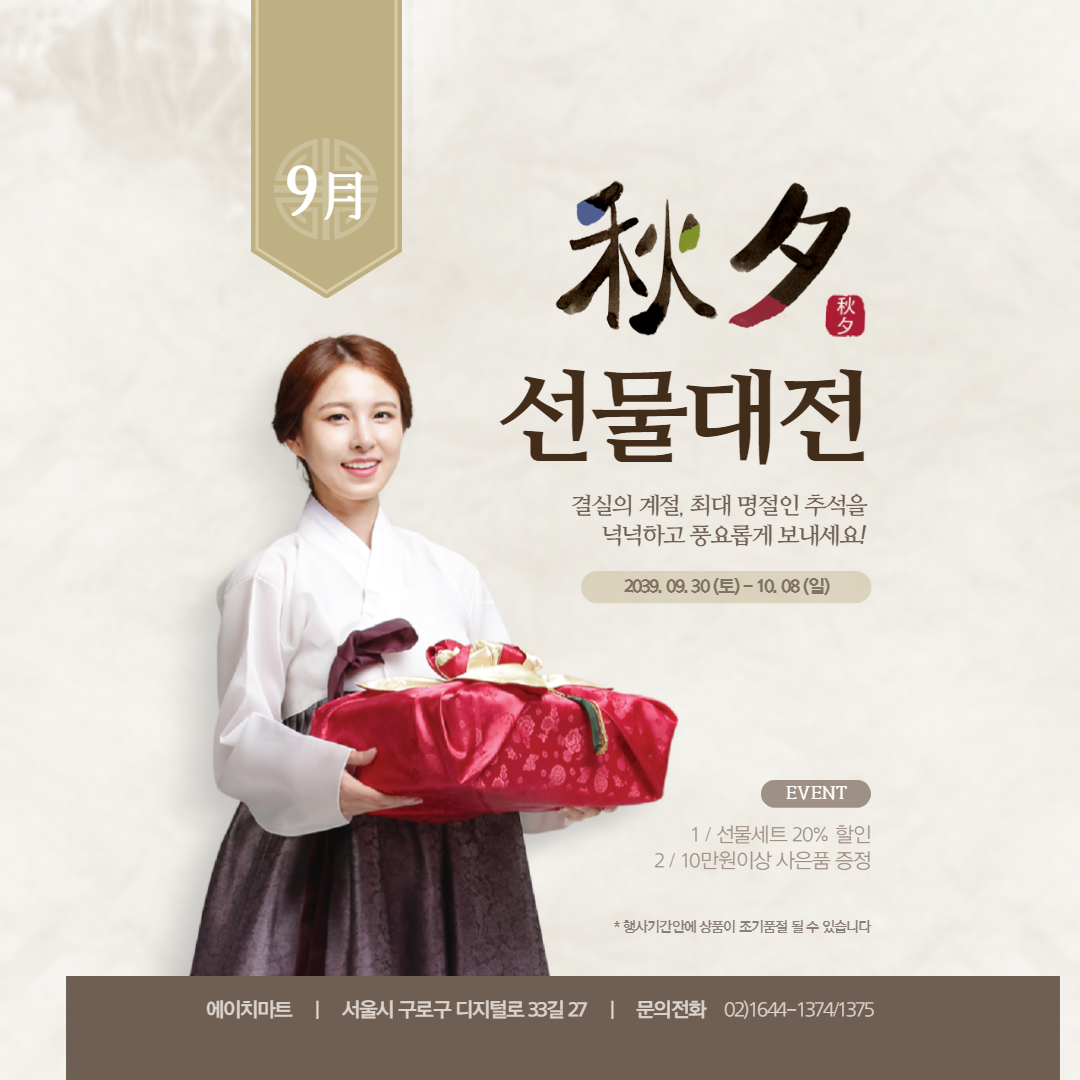 9月
秋夕
秋夕
선물대전
결실의 계절, 최대 명절인 추석을
넉넉하고 풍요롭게 보내세요!
2039. 09. 30 (토) - 10. 08 (일)
EVENT
1 / 선물세트 20% 할인
2 / 10만원이상 사은품 증정
* 행사기간안에 상품이 조기품절 될 수 있습니다
에이치마트 | 서울시 구로구 디지털로 33길 27 | 문의전화 02)1644-1374/1375